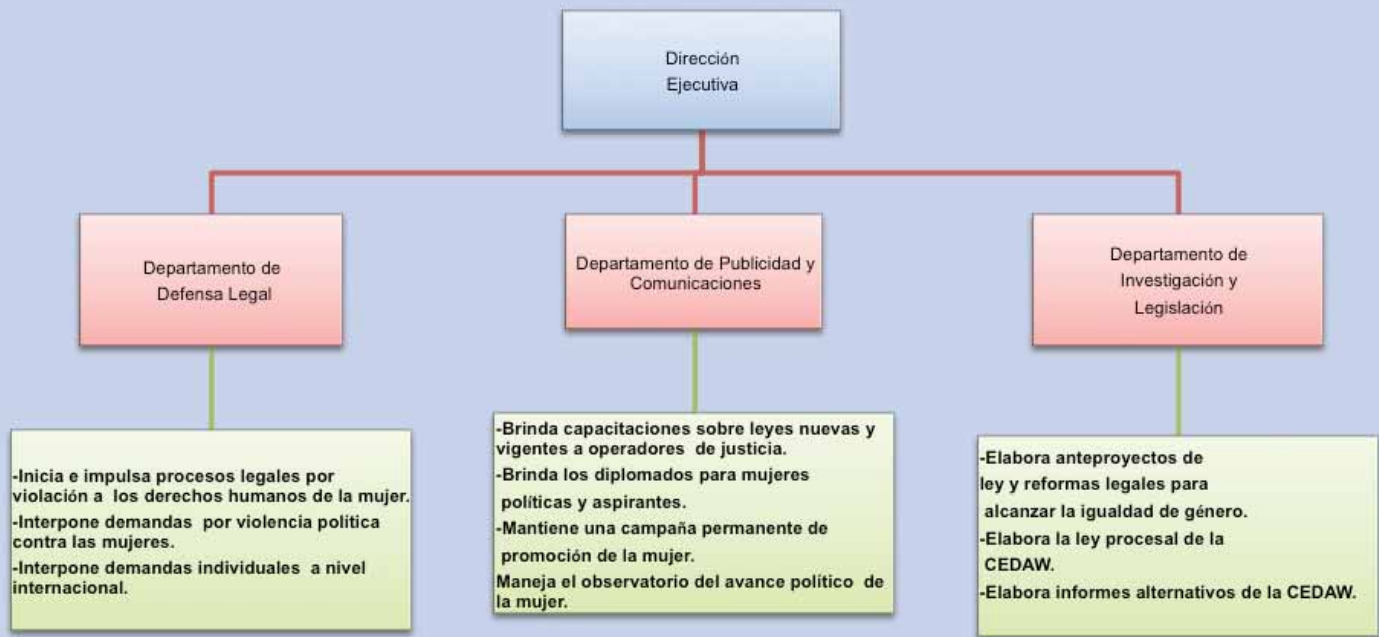 Dirección
Ejecutiva
Departamento de
Defensa Legal
Departamento de Publicidad y
Comunicaciones
Departamento de
Investigación y
Legislación
-Inicia e impulsa procesos legales por
violación a los derechos humanos de la mujer.
-Interpone demandas por violencia política
contra las mujeres.
-Interpone demandas individuales a nivel
internacional.
-Brinda capacitaciones sobre leyes nuevas y
vigentes a operadores de justicia.
-Brinda los diplomados para mujeres
políticas y aspirantes.
-Mantiene una campaña permanente de
promoción de la mujer.
Maneja el observatorio del avance político de
la mujer.
-Elabora anteproyectos de
ley y reformas legales para
alcanzar la igualdad de género.
-Elabora la ley procesal de la
CEDAW.
-Elabora informes alternativos de la CEDAW.